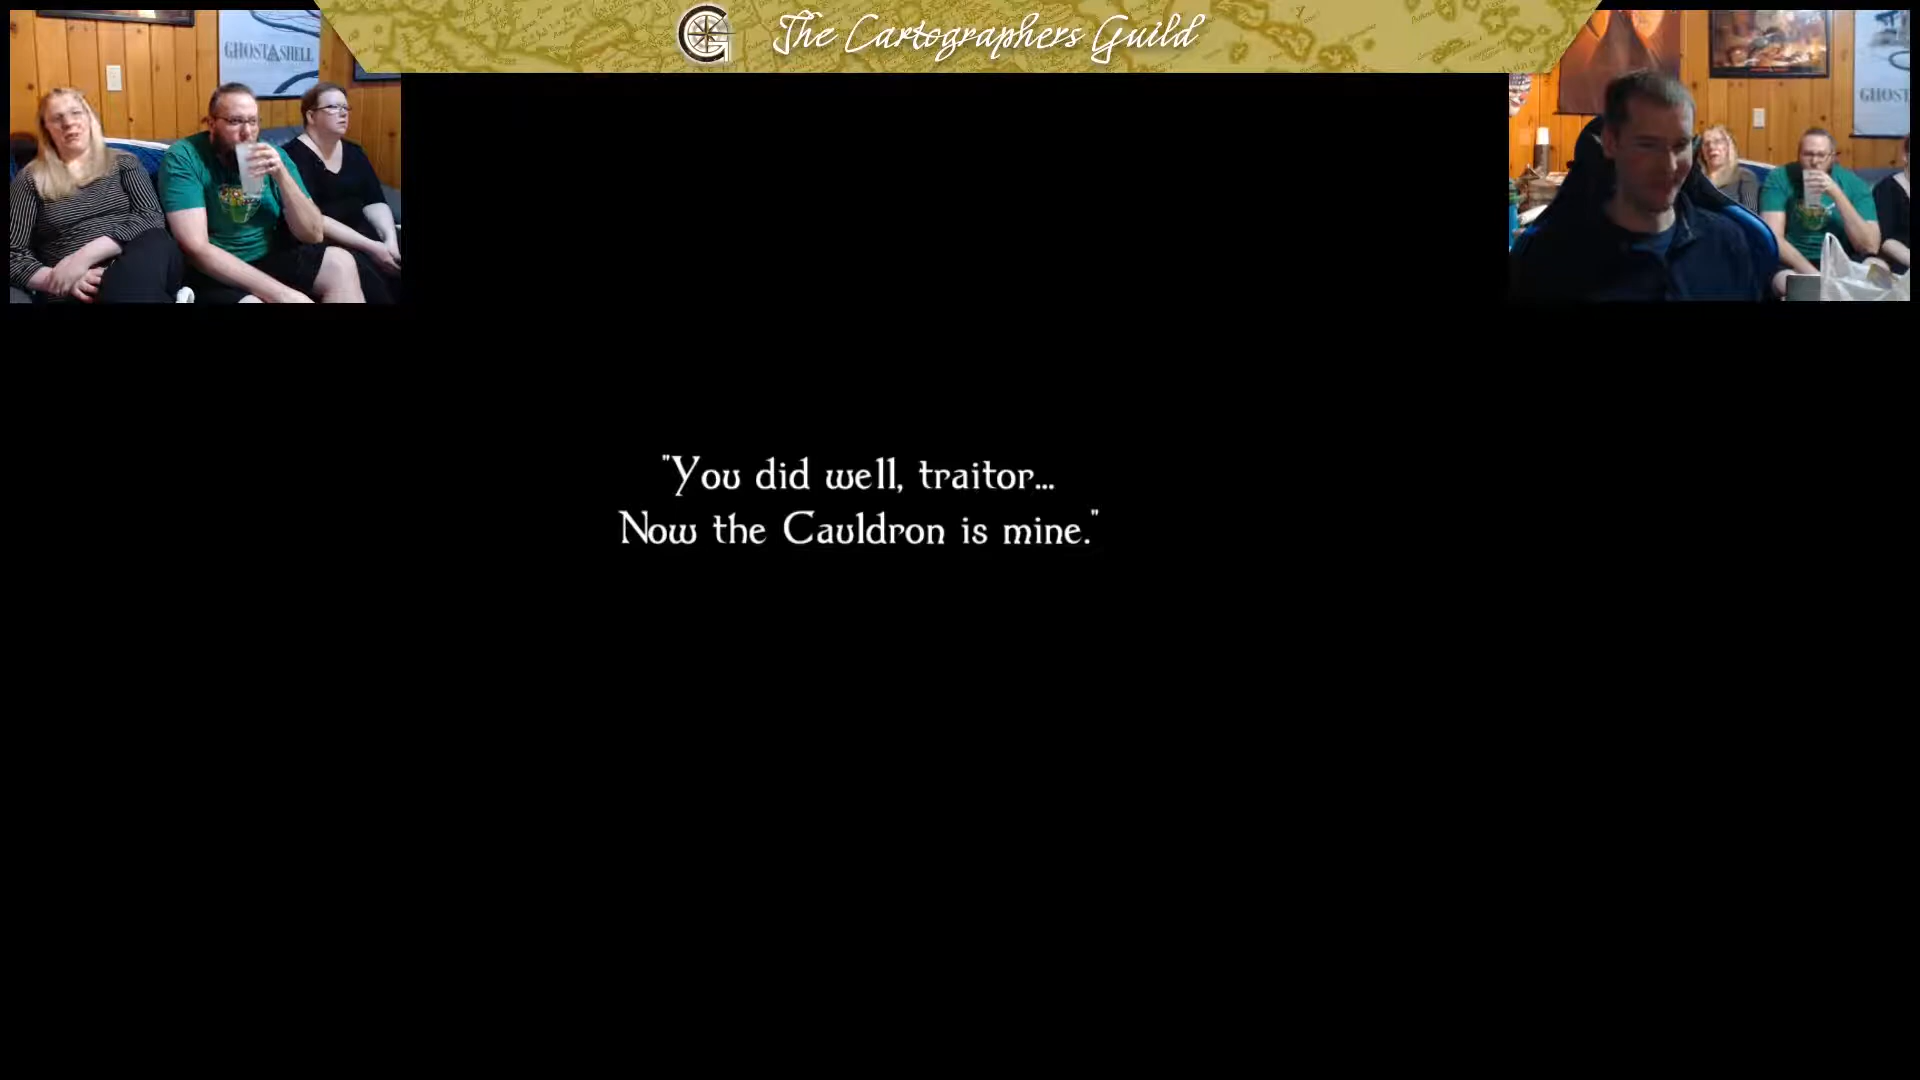 The Cartographers Guild
GHOST SHELL
GHOST
"You did well, traitor...
Now the Cauldron is mine."